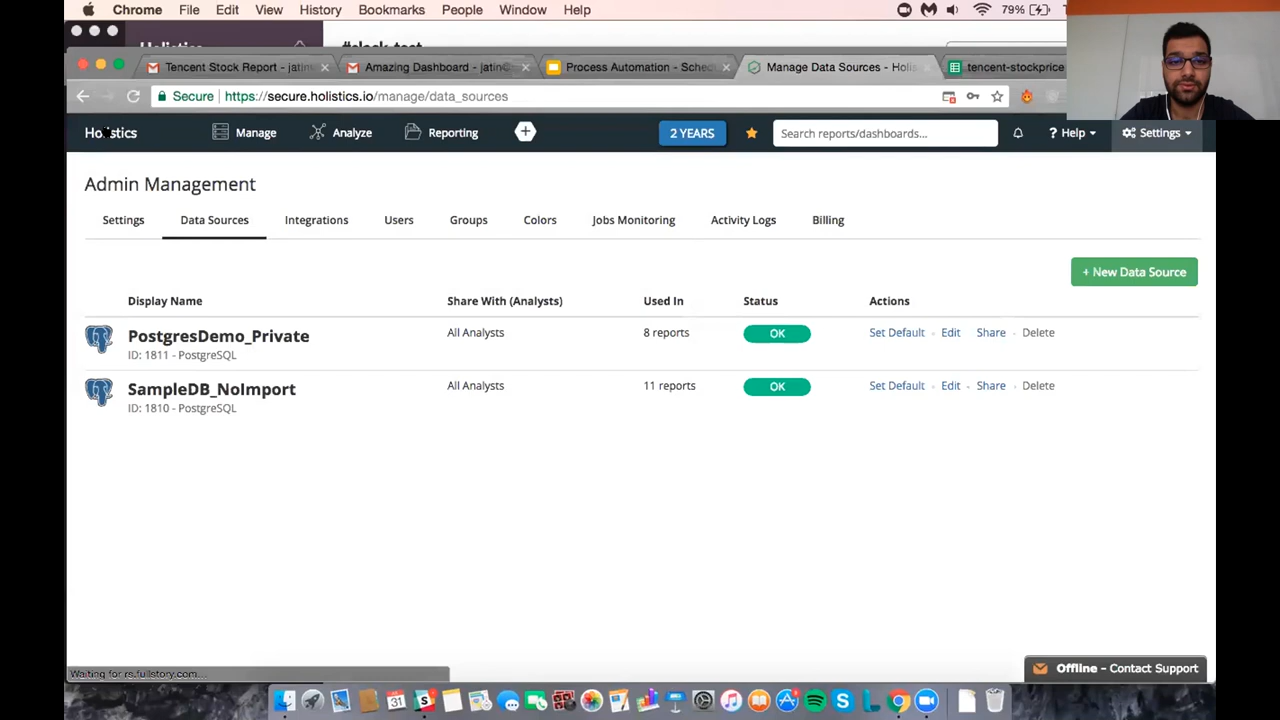 Chrome File Edit View History Bookmarks People Window Help 79%
Holistics #slack-test
Tencent Stock Report - jatin Amazing Dashboard - jatin Process Automation - Sched Manage Data Sources - Holis tencent-stockprice
Secure https://secure.holistics.io/manage/data_sources
Holistics Manage Analyze Reporting 2 YEARS Search reports/dashboards... Help Settings
Admin Management
Settings Data Sources Integrations Users Groups Colors Jobs Monitoring Activity Logs Billing
+ New Data Source
Display Name Share With (Analysts) Used In Status Actions
PostgresDemo_Private All Analysts 8 reports OK Set Default Edit Share Delete
ID: 1811 - PostgreSQL
SampleDB_NoImport All Analysts 11 reports OK Set Default Edit Share Delete
ID: 1810 - PostgreSQL
Offline - Contact Support
Waiting for rs.fullstory.com...
31